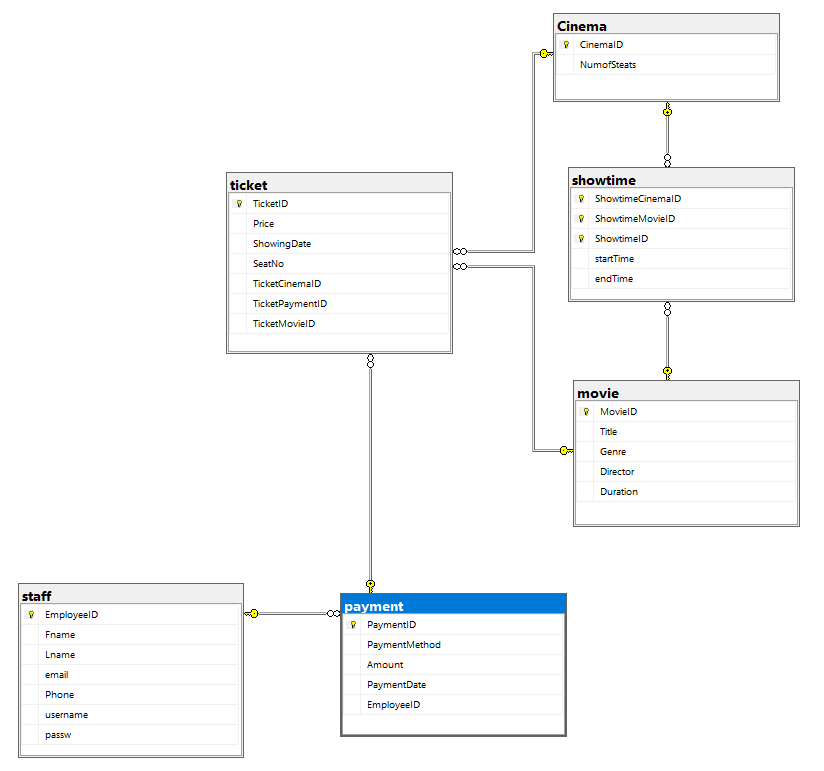 Cinema
CinemaID
NumofSteats
ticket
TicketID
Price
ShowingDate
SeatNo
TicketCinemaID
TicketPaymentID
TicketMovieID
showtime
ShowtimeCinemaID
ShowtimeMovieID
ShowtimeID
startTime
endTime
movie
MovieID
Title
Genre
Director
Duration
staff
EmployeeID
Fname
Lname
email
Phone
username
passw
payment
PaymentID
PaymentMethod
Amount
PaymentDate
EmployeeID